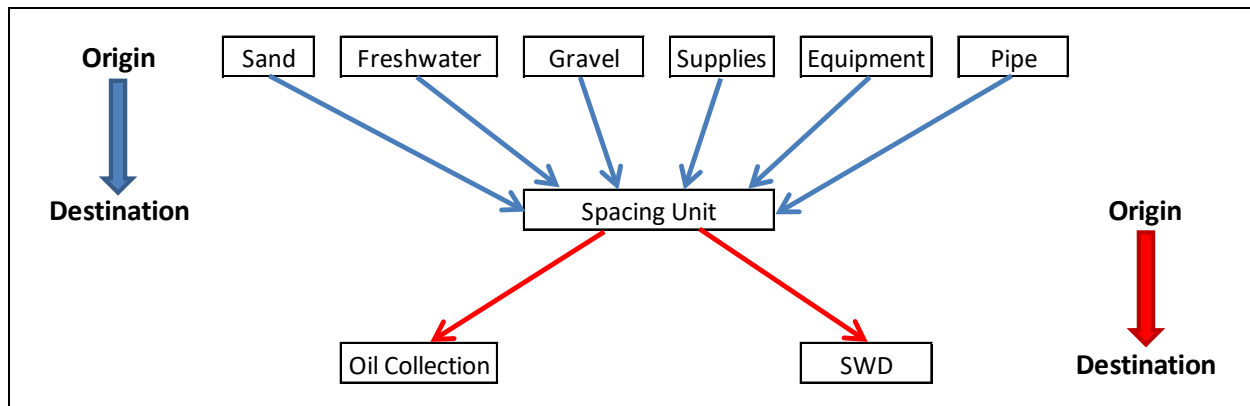 Origin
Sand
Freshwater
Gravel
Supplies
Equipment
Pipe
Destination
Spacing Unit
Origin
Oil Collection
SWD
Destination